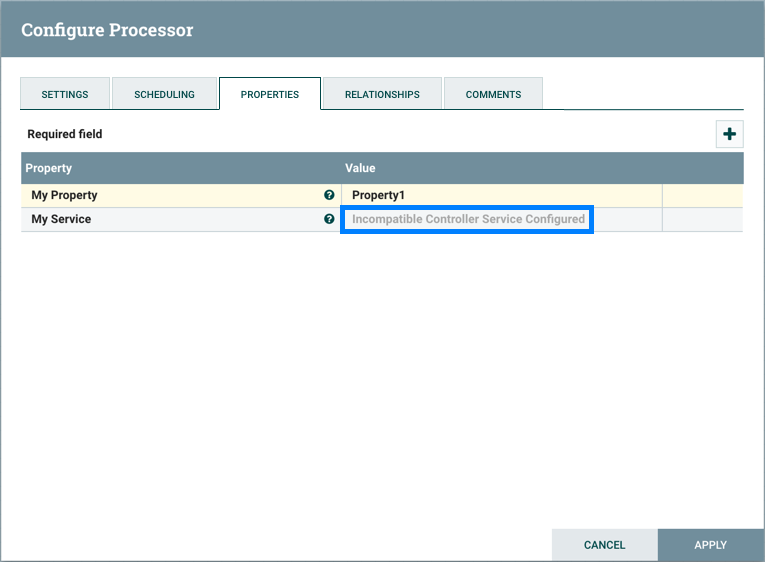 Configure Processor
SETTINGS SCHEDULING PROPERTIES RELATIONSHIPS COMMENTS
Required field
Property Value
My Property Property1
My Service Incompatible Controller Service Configured
CANCEL APPLY